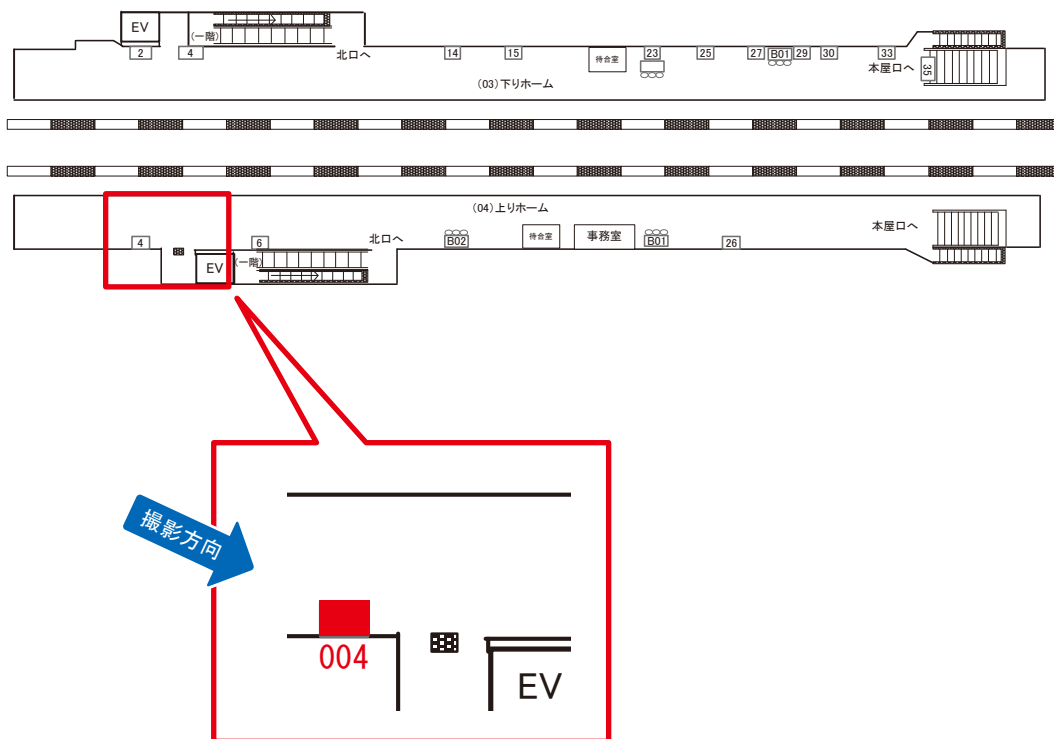 EV
(一階)
2
4
北口へ
14
15
待合室
23
25
27
B01
29
30
33
本屋口へ
35
(03)下りホーム
(04)上りホーム
4
6
北口へ
B02
待合室
事務室
B01
26
本屋口へ
EV
(一階)
撮影方向
004
EV